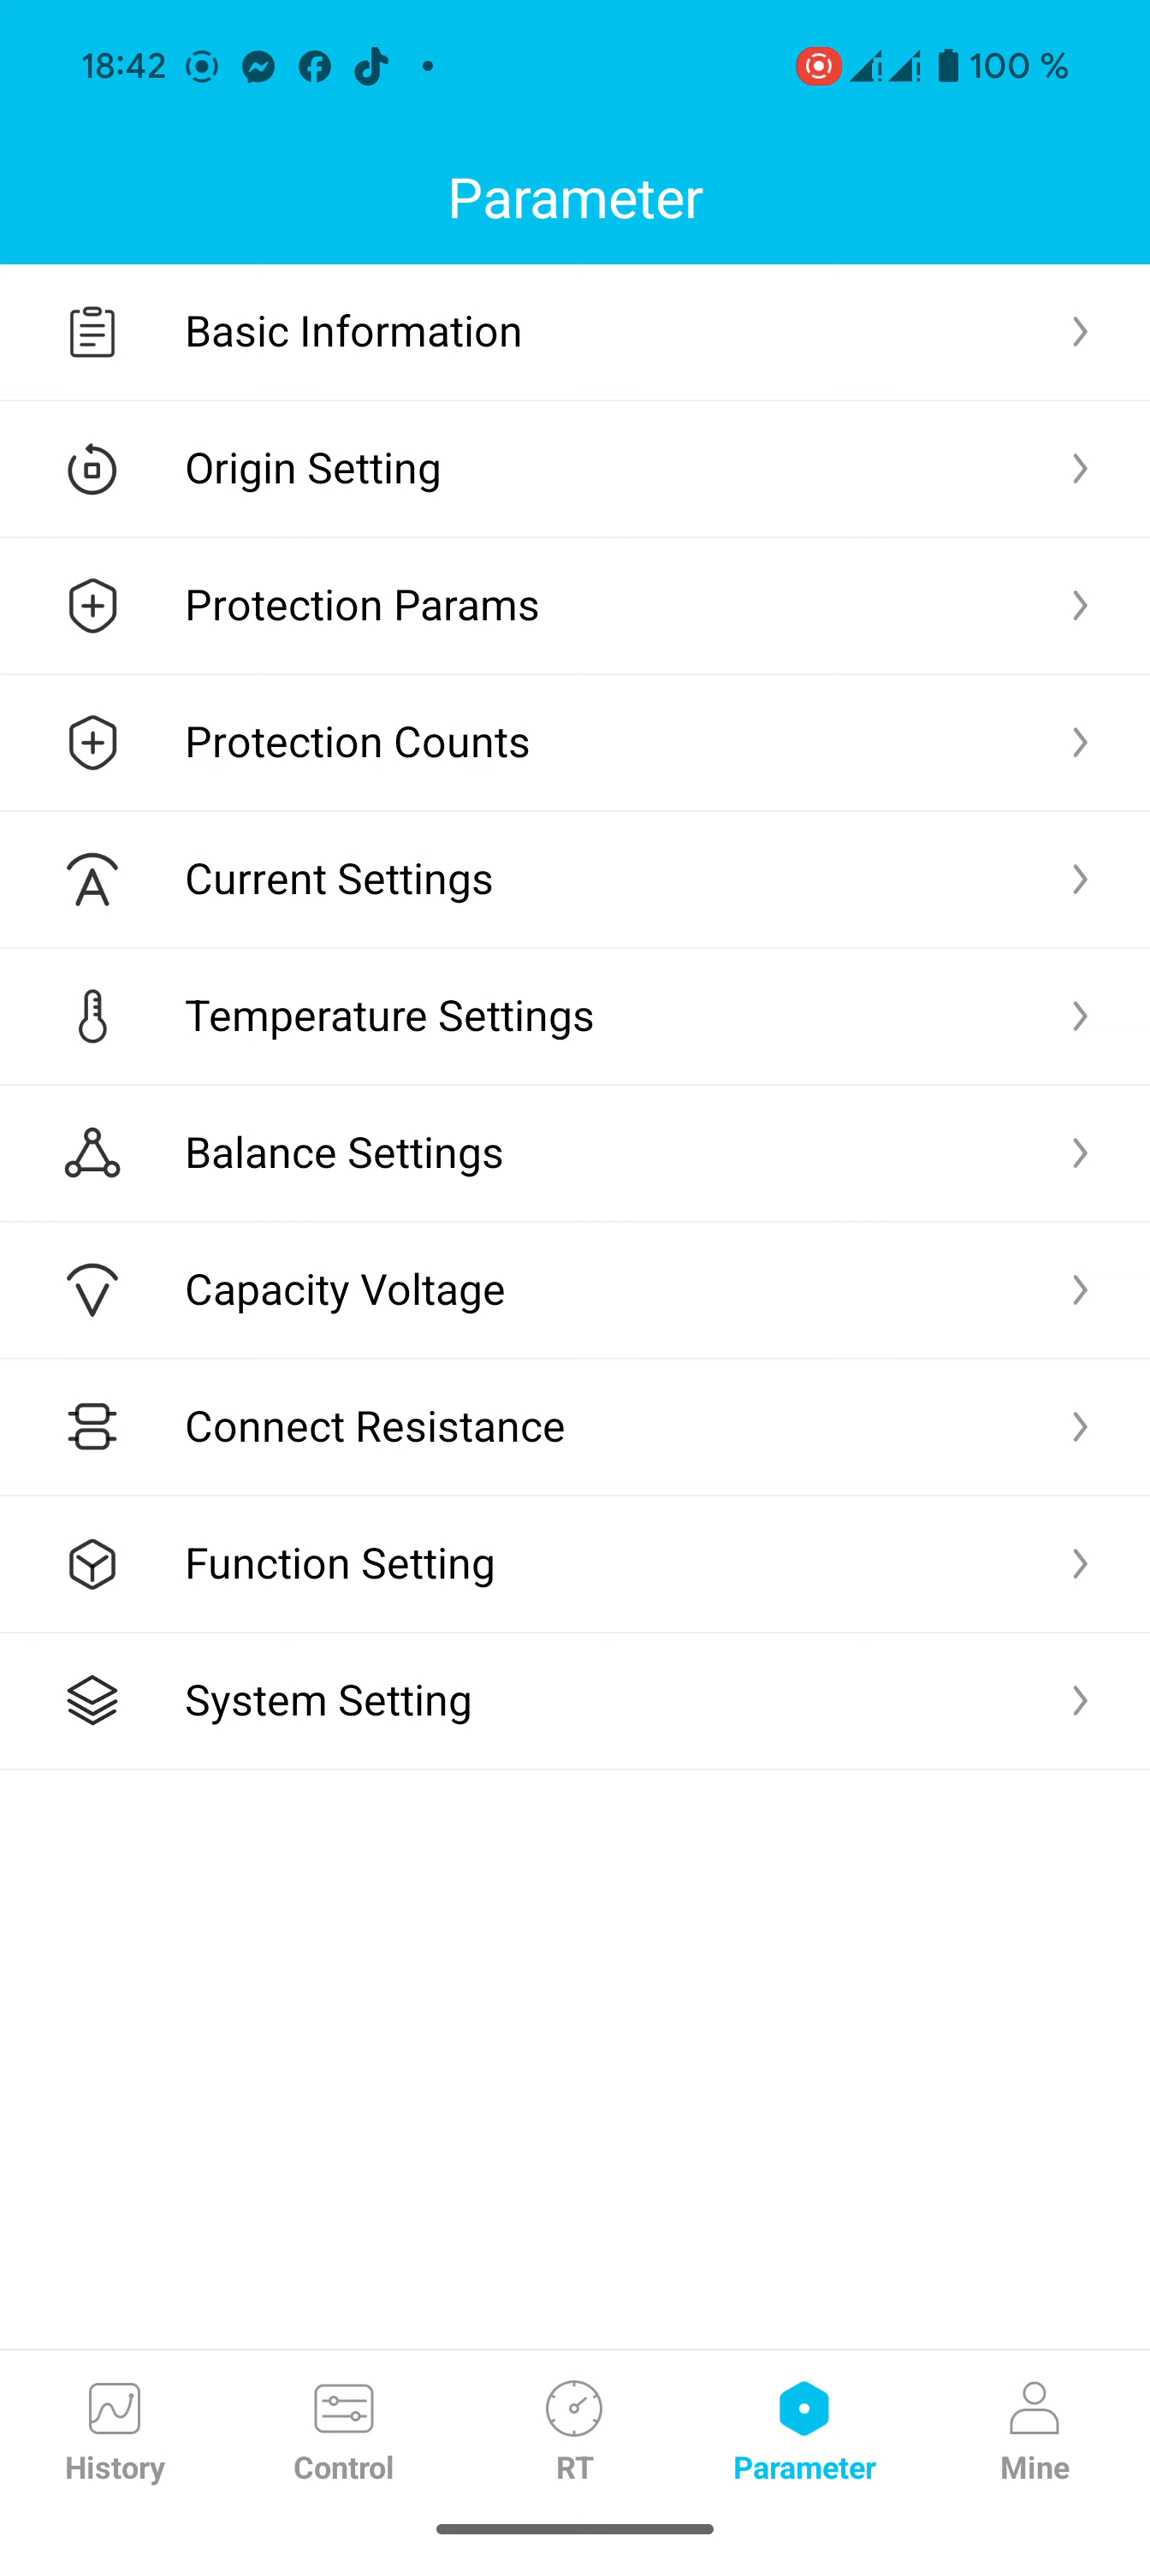 18:42
100 %
Parameter
Basic Information
Origin Setting
Protection Params
Protection Counts
Current Settings
Temperature Settings
Balance Settings
Capacity Voltage
Connect Resistance
Function Setting
System Setting
History
Control
RT
Parameter
Mine